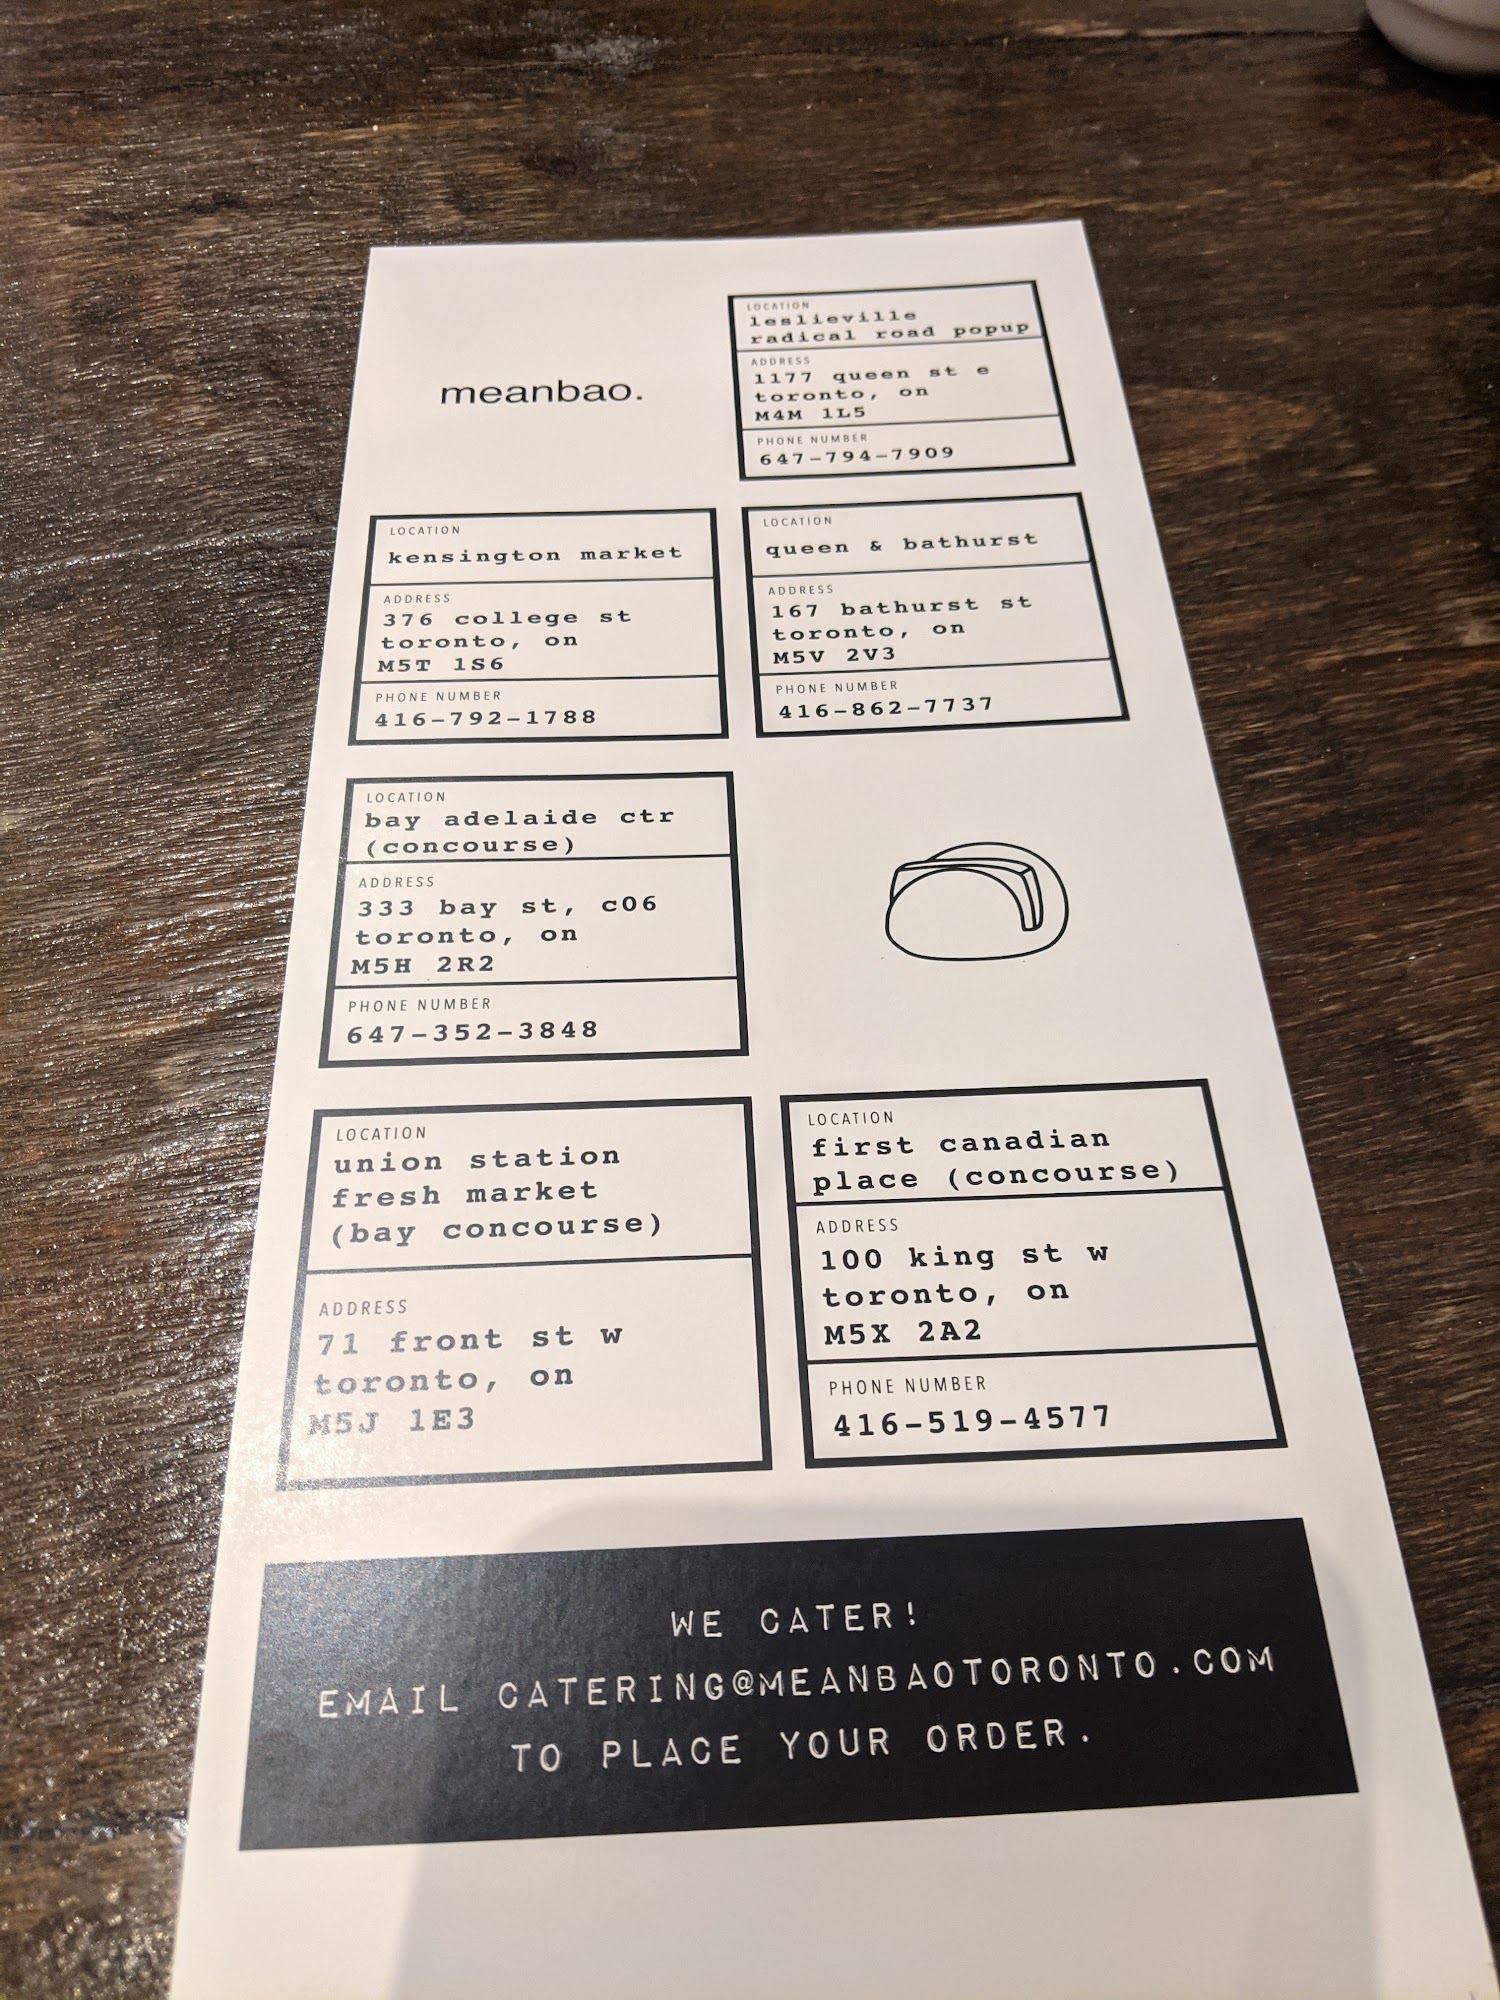 meanbao.
LOCATION
leslieville
radical road popup
ADDRESS
1177 queen st e
toronto, on
M4M 1L5
PHONE NUMBER
647-794-7909
LOCATION
kensington market
ADDRESS
376 college st
toronto, on
M5T 1S6
PHONE NUMBER
416-792-1788
LOCATION
queen & bathurst
ADDRESS
167 bathurst st
toronto, on
M5V 2V3
PHONE NUMBER
416-862-7737
LOCATION
bay adelaide ctr
(concourse)
ADDRESS
333 bay st, c06
toronto, on
M5H 2R2
PHONE NUMBER
647-352-3848
LOCATION
union station
fresh market
(bay concourse)
ADDRESS
71 front st w
toronto, on
M5J 1E3
LOCATION
first canadian
place (concourse)
ADDRESS
100 king st w
toronto, on
M5X 2A2
PHONE NUMBER
416-519-4577
WE CATER!
EMAIL CATERING@MEANBAOTORONTO.COM
TO PLACE YOUR ORDER.